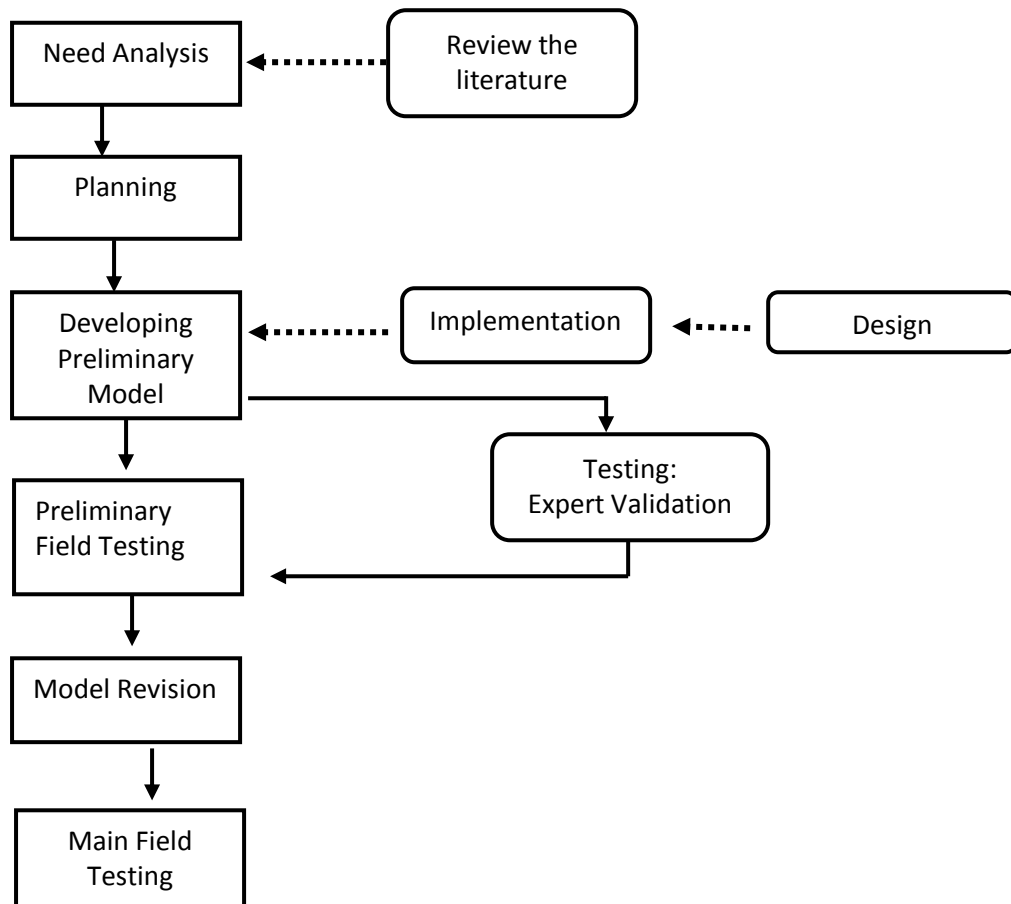 Need Analysis
Review the
literature
Planning
Developing
Preliminary
Model
Implementation
Design
Testing:
Expert Validation
Preliminary
Field Testing
Model Revision
Main Field
Testing